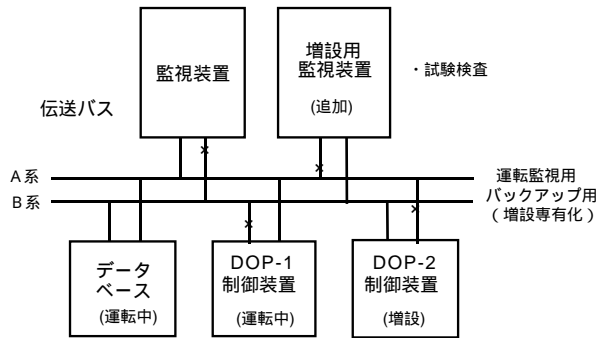 監視装置
増設用
監視装置
(追加)
・試験検査
伝送バス
A系
B系
運転監視用
バックアップ用
(増設専有化)
データ
ベース
(運転中)
DOP-1
制御装置
(運転中)
DOP-2
制御装置
(増設)